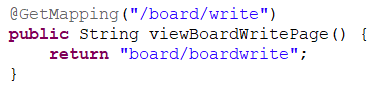 @GetMapping("/board/write")
public String viewBoardWritePage() {
    return "board/boardwrite";
}